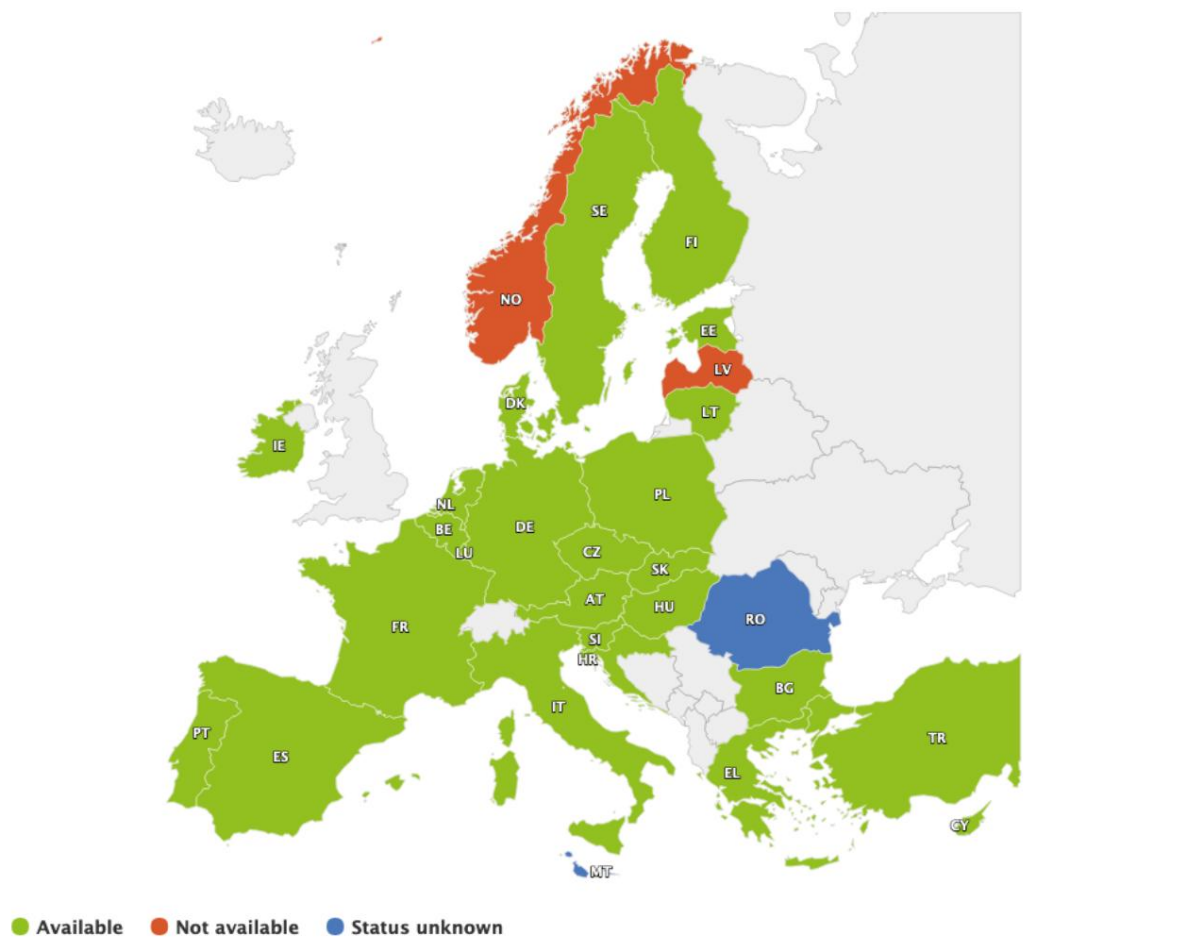 SE
FI
NO
EE
LV
DK
LT
IE
PL
NL
DE
BE
CZ
LU
SK
AT
HU
RO
FR
SI
HR
BG
IT
PT
TR
ES
EL
CY
MT
Available Not available Status unknown